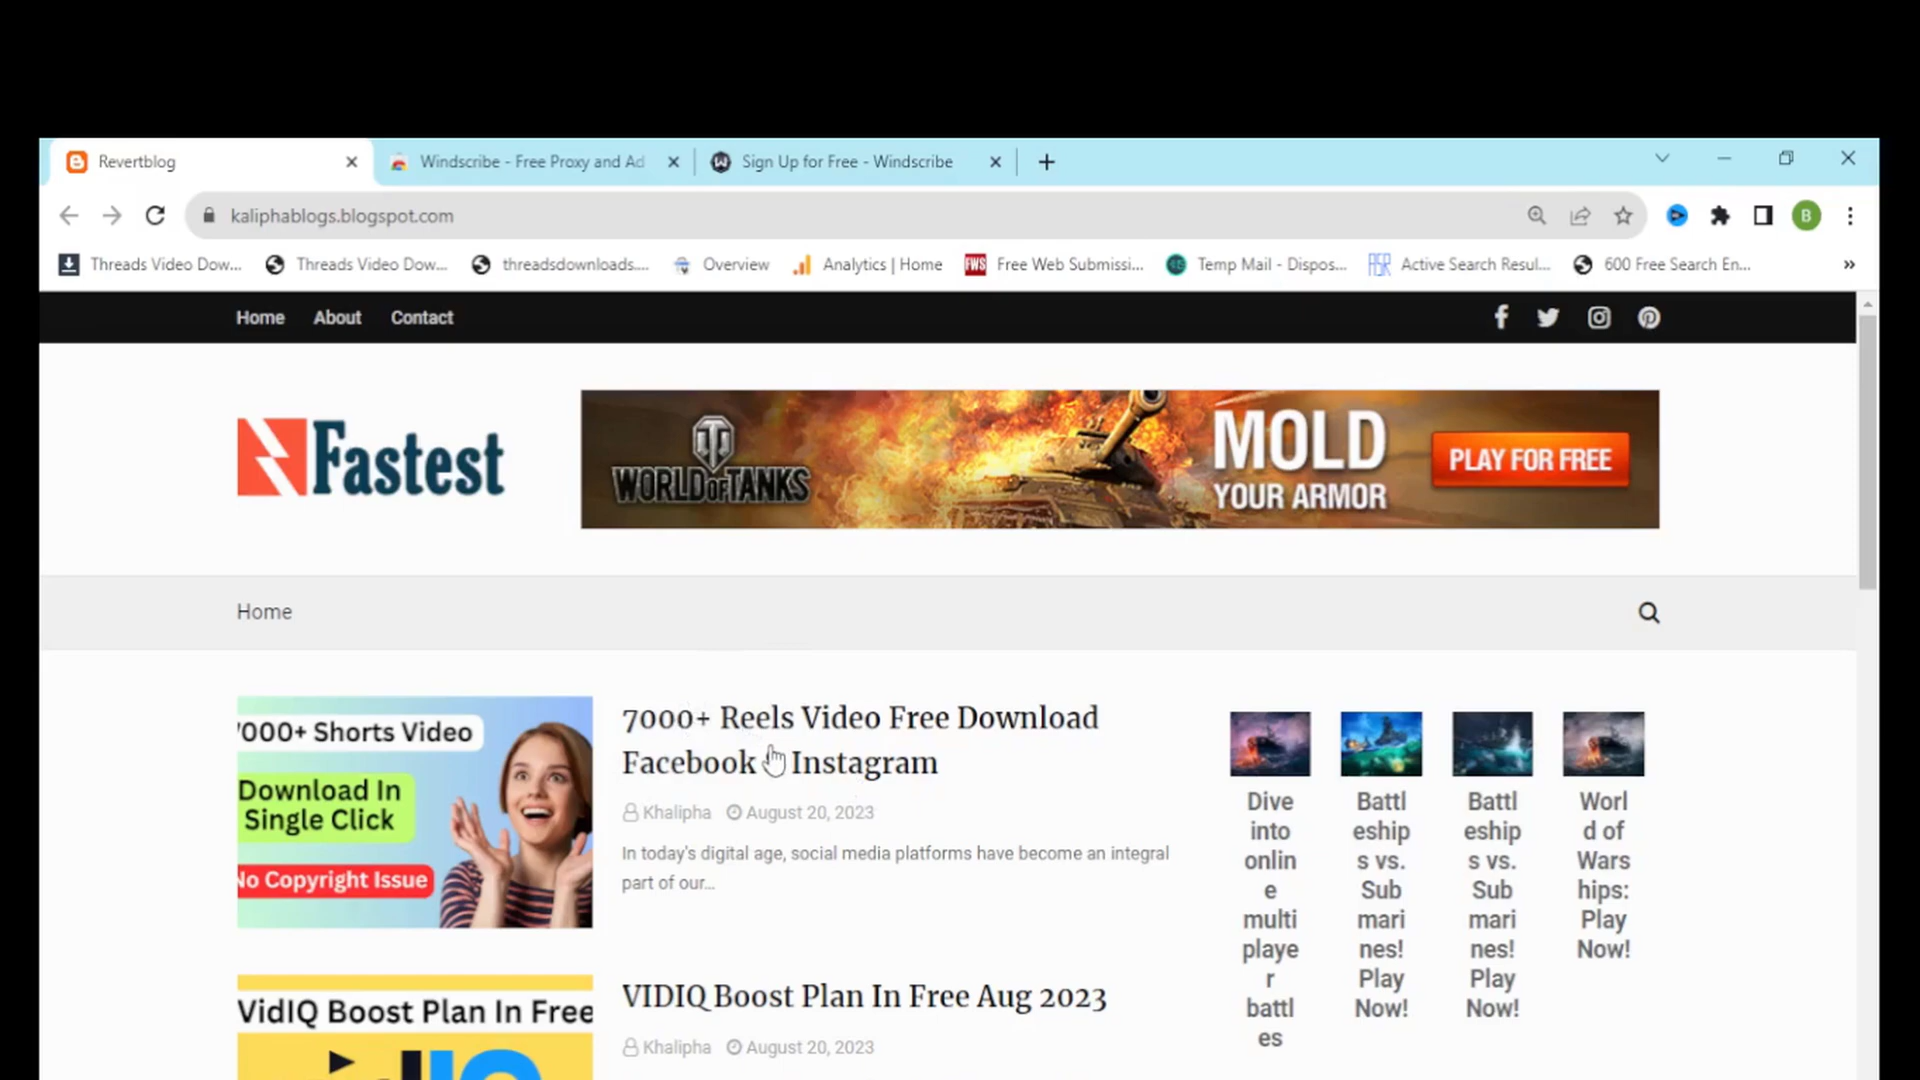 Revertblog
Windscribe - Free Proxy and Ad
Sign Up for Free - Windscribe
kaliphablogs.blogspot.com
B
Threads Video Dow...
Threads Video Dow...
threadsdownloads....
Overview
Analytics | Home
FWS
Free Web Submissi...
Temp Mail - Dispos...
ASR
Active Search Resul...
600 Free Search En...
»
Home
About
Contact
Fastest
WORLD OF TANKS
MOLD
YOUR ARMOR
PLAY FOR FREE
Home
7000+ Shorts Video
Download In
Single Click
No Copyright Issue
7000+ Reels Video Free Download
Facebook Instagram
Khalipha
August 20, 2023
In today's digital age, social media platforms have become an integral
part of our...
Dive
into
onlin
e
multi
playe
r
battl
es
Battl
eship
s vs.
Sub
mari
nes!
Play
Now!
Battl
eship
s vs.
Sub
mari
nes!
Play
Now!
Worl
d of
Wars
hips:
Play
Now!
VidIQ Boost Plan In Free
VIDIQ Boost Plan In Free Aug 2023
Khalipha
August 20, 2023